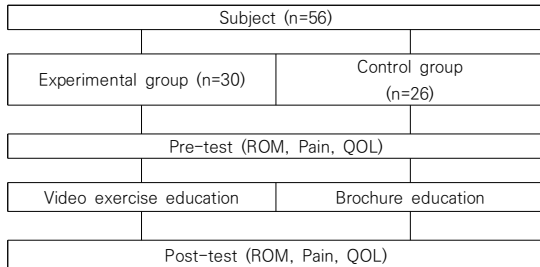 Subject (n=56)
Experimental group (n=30)
Control group
(n=26)
Pre-test (ROM, Pain, QOL)
Video exercise education
Brochure education
Post-test (ROM, Pain, QOL)